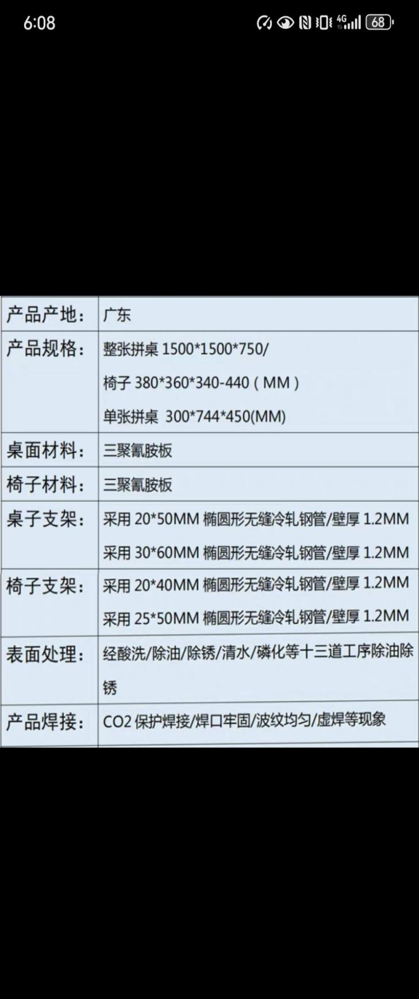 6:08
4G
68
产品产地： 广东
产品规格： 整张拼桌 1500*1500*750/
椅子 380*360*340-440 ( MM )
单张拼桌 300*744*450(MM)
桌面材料： 三聚氰胺板
椅子材料： 三聚氰胺板
桌子支架： 采用 20*50MM 椭圆形无缝冷轧钢管/壁厚 1.2MM
采用 30*60MM 椭圆形无缝冷轧钢管/壁厚 1.2MM
椅子支架： 采用 20*40MM 椭圆形无缝冷轧钢管/壁厚 1.2MM
采用 25*50MM 椭圆形无缝冷轧钢管/壁厚 1.2MM
表面处理： 经酸洗/除油/除锈/清水/磷化等十三道工序除油除
锈
产品焊接： CO2 保护焊接/焊口牢固/波纹均匀/虚焊等现象